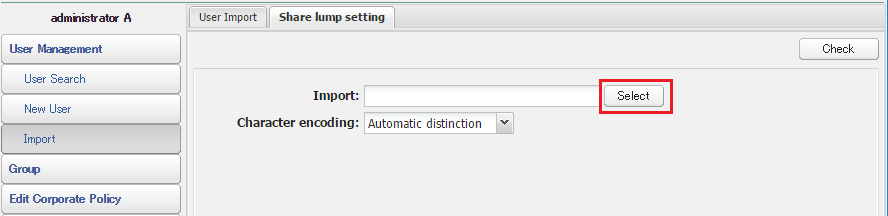 administrator A
User Management
User Search
New User
Import
Group
Edit Corporate Policy
User Import
Share lump setting
Check
Import:
Select
Character encoding:
Automatic distinction